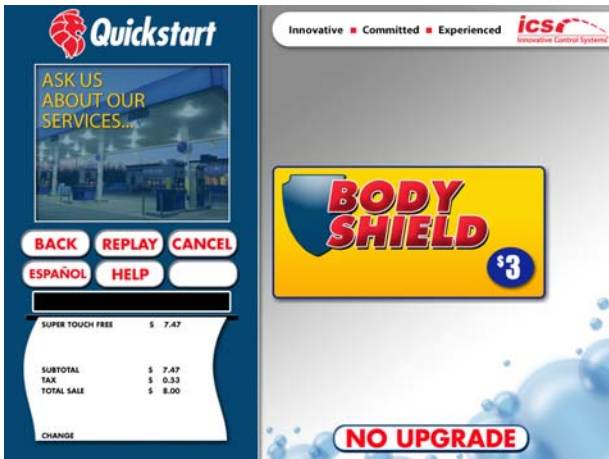 Quickstart
ASK US
ABOUT OUR
SERVICES...
BACK REPLAY CANCEL
ESPAÑOL HELP
SUPER TOUCH FREE $ 7.47
SUBTOTAL $ 7.47
TAX $ 0.53
TOTAL SALE $ 8.00
CHANGE
Innovative ■ Committed ■ Experienced
ics
Innovative Control Systems
BODY
SHIELD
$3
NO UPGRADE